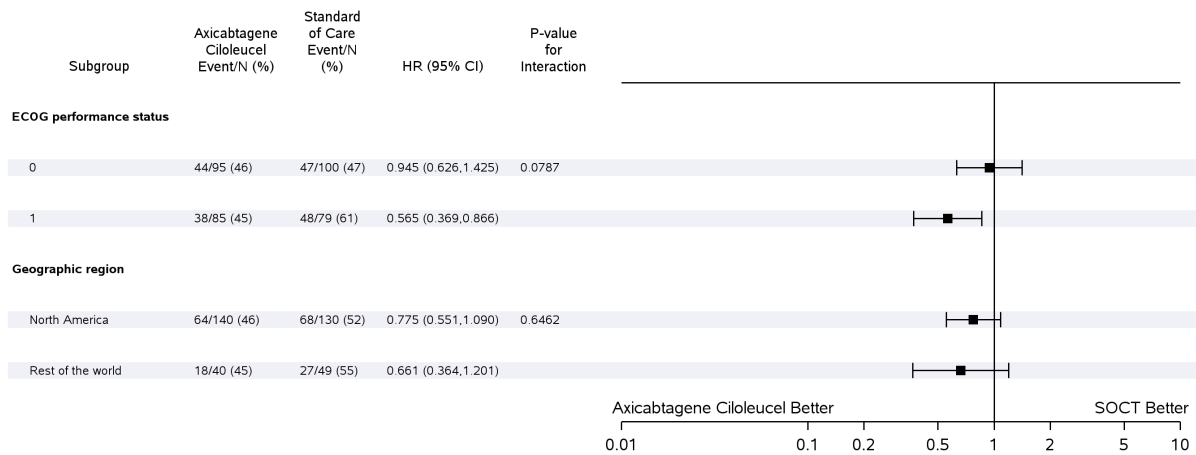 Subgroup Axicabtagene Ciloleucel Event/N (%) Standard of Care Event/N (%) HR (95% CI) P-value for Interaction
ECOG performance status
0 44/95 (46) 47/100 (47) 0.945 (0.626,1.425) 0.0787
1 38/85 (45) 48/79 (61) 0.565 (0.369,0.866)
Geographic region
North America 64/140 (46) 68/130 (52) 0.775 (0.551,1.090) 0.6462
Rest of the world 18/40 (45) 27/49 (55) 0.661 (0.364,1.201)
Axicabtagene Ciloleucel Better SOCT Better
0.01 0.1 0.2 0.5 1 2 5 10